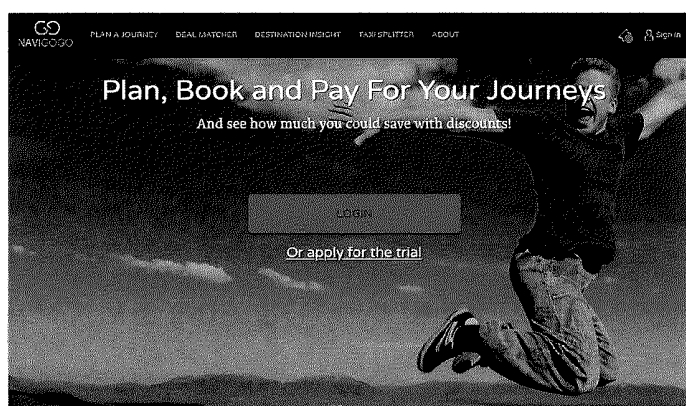 NAVIGOGO
PLAN A JOURNEY DEAL MATCHER DESTINATION INSIGHT TAXI SPLITTER ABOUT Sign in
Plan, Book and Pay For Your Journeys
And see how much you could save with discounts!
LOGIN
Or apply for the trial